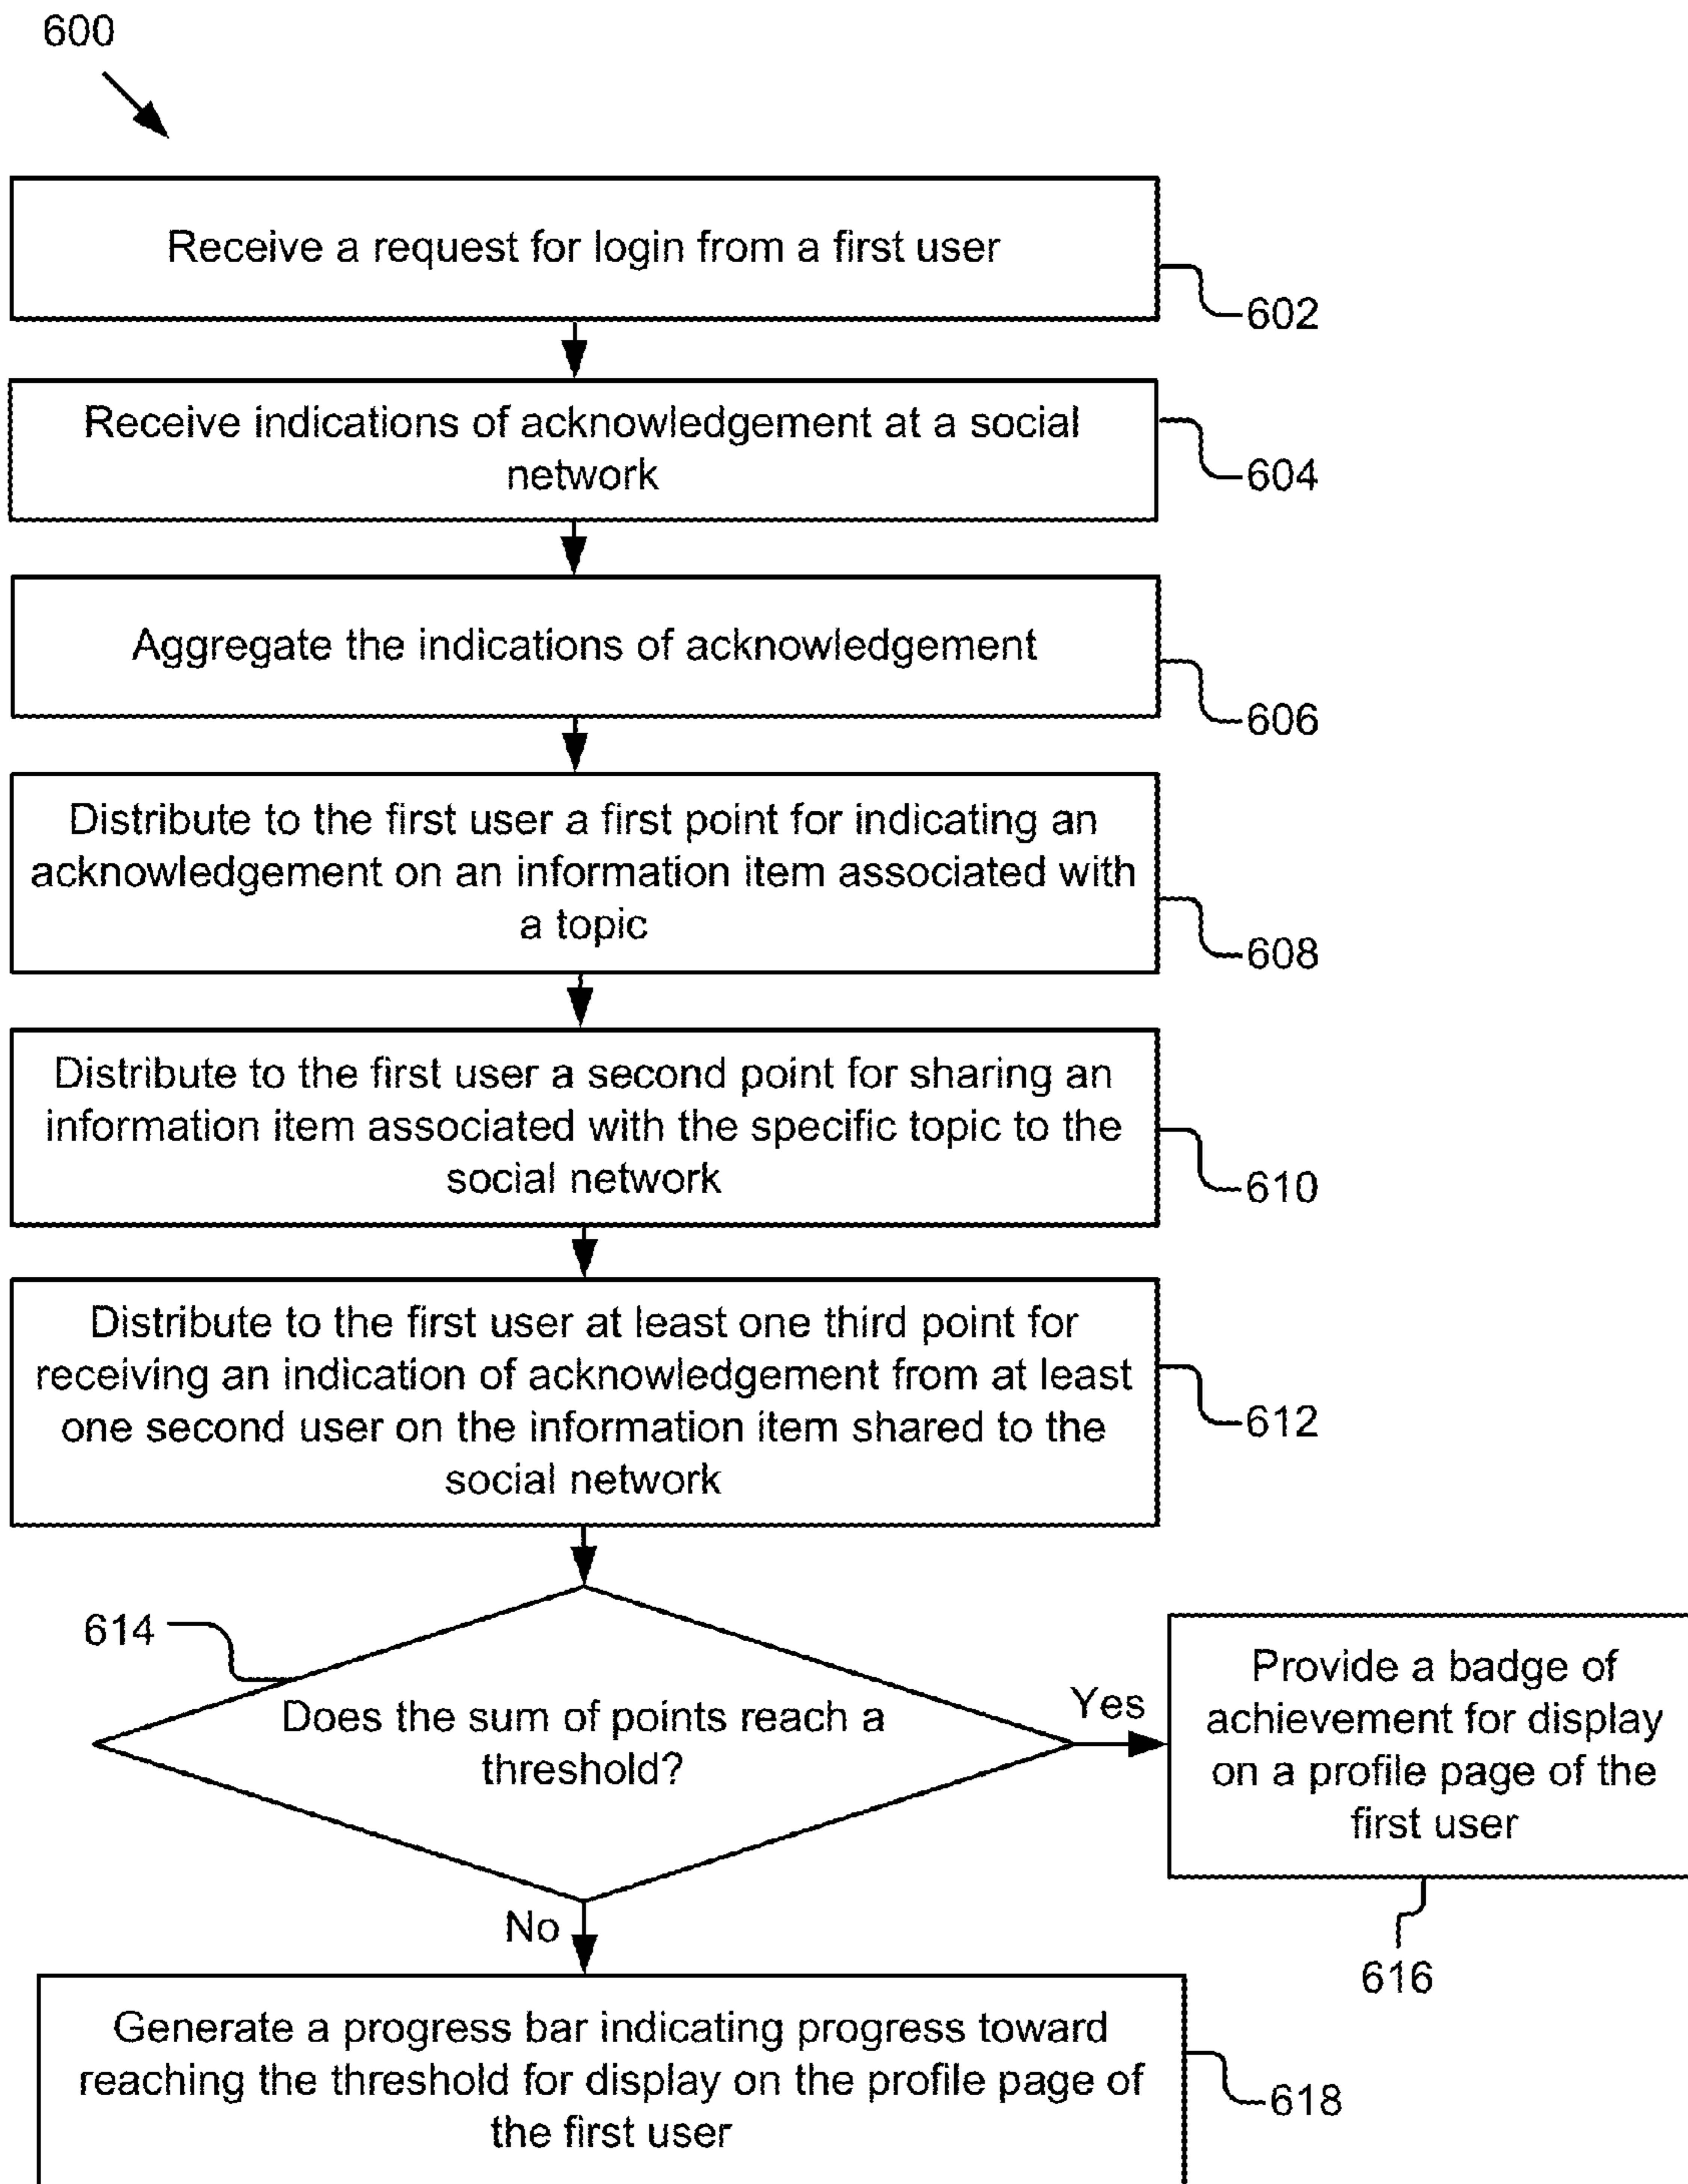 600
Receive a request for login from a first user
602
Receive indications of acknowledgement at a social
network
604
Aggregate the indications of acknowledgement
606
Distribute to the first user a first point for indicating an
acknowledgement on an information item associated with
a topic
608
Distribute to the first user a second point for sharing an
information item associated with the specific topic to the
social network
610
Distribute to the first user at least one third point for
receiving an indication of acknowledgement from at least
one second user on the information item shared to the
social network
612
614
Does the sum of points reach a
threshold?
Yes
Provide a badge of
achievement for display
on a profile page of the
first user
616
No
Generate a progress bar indicating progress toward
reaching the threshold for display on the profile page of
the first user
618